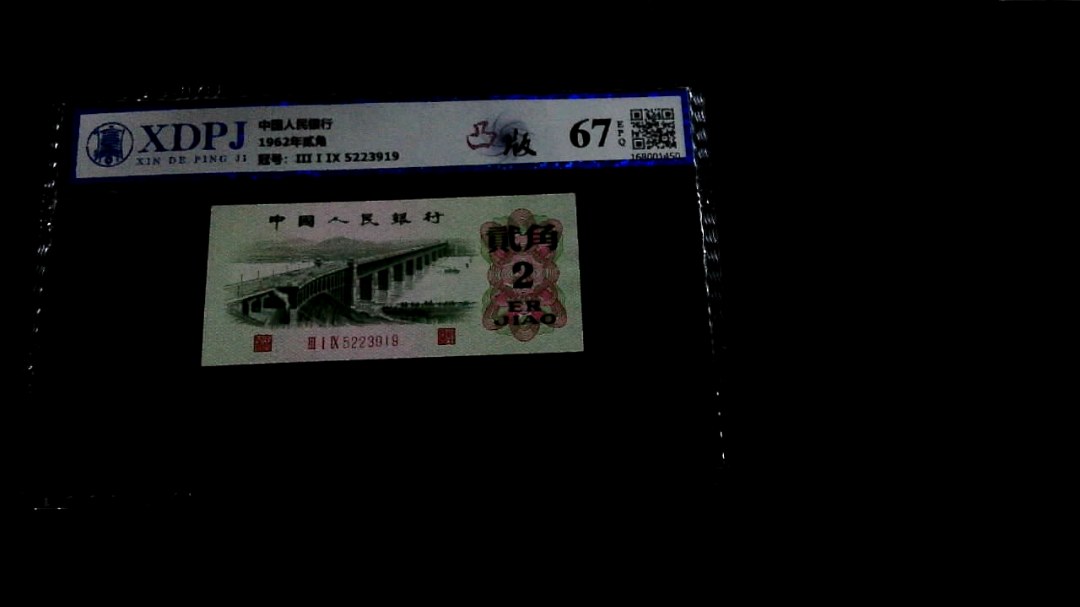 XDPJ
XIN DE PING JI
中國人民銀行
1962年贰角
冠号: III I IX 5223919
凸版
67
EPQ
中國人民銀行
貳角
2
ER
JIAO
III I IX 5223919